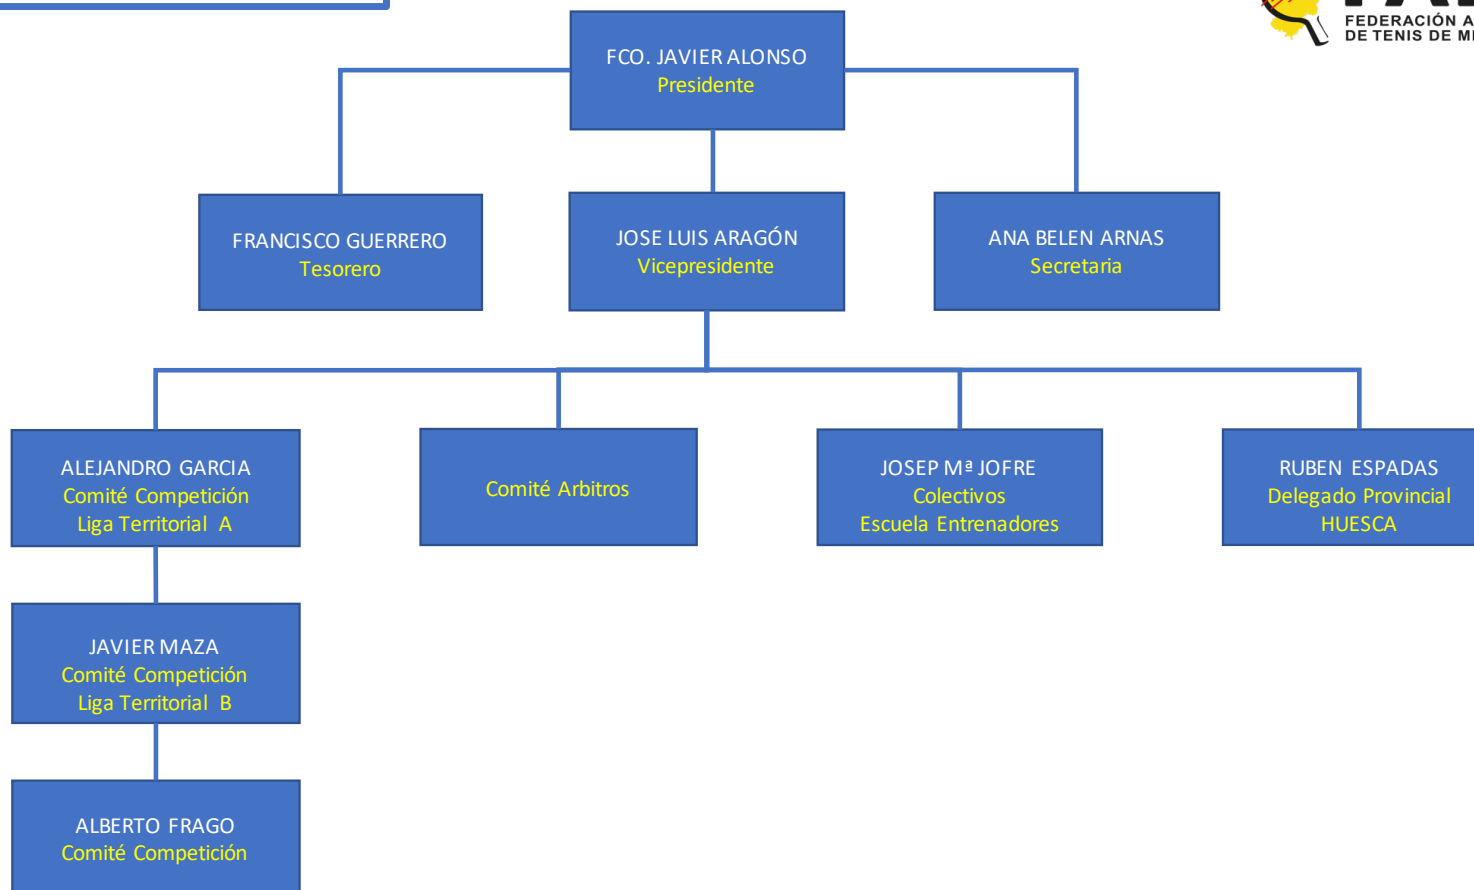 FEDERACIÓN
DE TENIS DE
FCO. JAVIER ALONSO
Presidente
FRANCISCO GUERRERO
Tesorero
JOSE LUIS ARAGÓN
Vicepresidente
ANA BELEN ARNAS
Secretaria
ALEJANDRO GARCIA
Comité Competición
Liga Territorial A
Comité Arbitros
JOSEP Mª JOFRE
Colectivos
Escuela Entrenadores
RUBEN ESPADAS
Delegado Provincial
HUESCA
JAVIER MAZA
Comité Competición
Liga Territorial B
ALBERTO FRAGO
Comité Competición